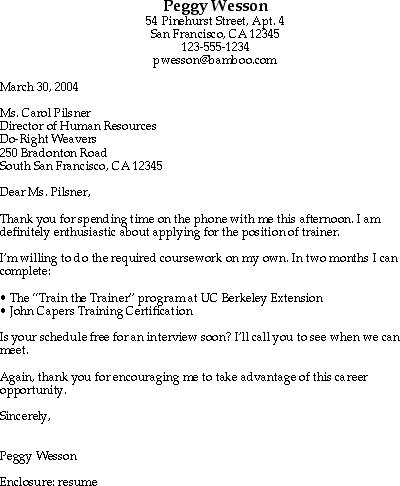 Peggy Wesson
54 Pinehurst Street, Apt. 4
San Francisco, CA 12345
123-555-1234
pwesson@bamboo.com
March 30, 2004
Ms. Carol Pilsner
Director of Human Resources
Do-Right Weavers
250 Bradonton Road
South San Francisco, CA 12345
Dear Ms. Pilsner,
Thank you for spending time on the phone with me this afternoon. I am
definitely enthusiastic about applying for the position of trainer.
I'm willing to do the required coursework on my own. In two months I can
complete:
• The “Train the Trainer” program at UC Berkeley Extension
• John Capers Training Certification
Is your schedule free for an interview soon? I'll call you to see when we can
meet.
Again, thank you for encouraging me to take advantage of this career
opportunity.
Sincerely,
Peggy Wesson
Enclosure: resume